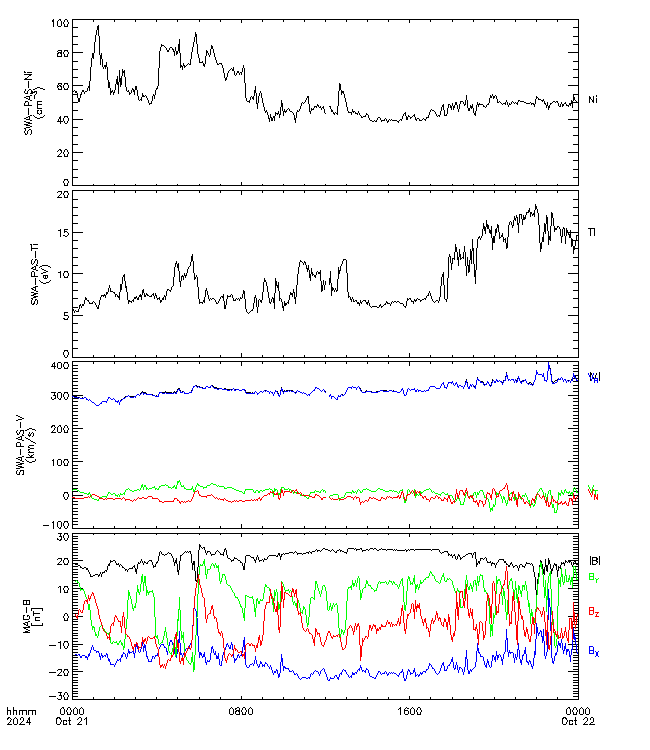 100
80
60
40
20
0
SWA-PAS-Ni
(cm⁻³)
Ni
20
15
10
5
0
SWA-PAS-Ti
(eV)
Ti
400
300
200
100
0
-100
SWA-PAS-V
(km/s)
30
20
10
0
-10
-20
-30
MAG-B
[nT]
|B|
By
Bz
Bx
hhmm 0000 0800 1600 0000
2024 Oct 21 Oct 22